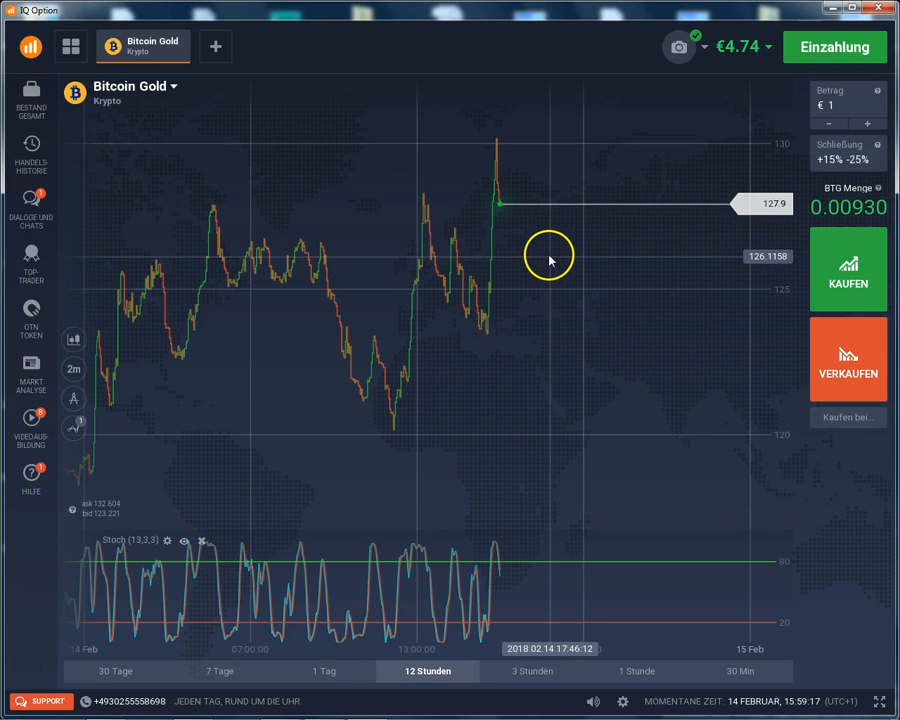 IQ Option
Bitcoin Gold
Krypto
€4.74
Einzahlung
Bitcoin Gold
Krypto
BESTAND
GESAMT
HANDELS-
HISTORIE
1
DIALOGE UND
CHATS
TOP-
TRADER
OTN
TOKEN
MARKT
ANALYSE
8
VIDEOAUS-
BILDUNG
1
HILFE
2m
1
ask 132.604
bid 123.221
130
127.9
126.1158
125
120
Betrag
€ 1
- +
Schließung
+15% -25%
BTG Menge
0.00930
KAUFEN
VERKAUFEN
Kaufen bei...
Stoch (13,3,3)
80
20
14 Feb
07:00:00
13:00:00
2018.02.14 17:46:12
15 Feb
30 Tage
7 Tage
1 Tag
12 Stunden
3 Stunden
1 Stunde
30 Min
SUPPORT
+4930255558698
JEDEN TAG, RUND UM DIE UHR
MOMENTANE ZEIT: 14 FEBRUAR, 15:59:17 (UTC+1)